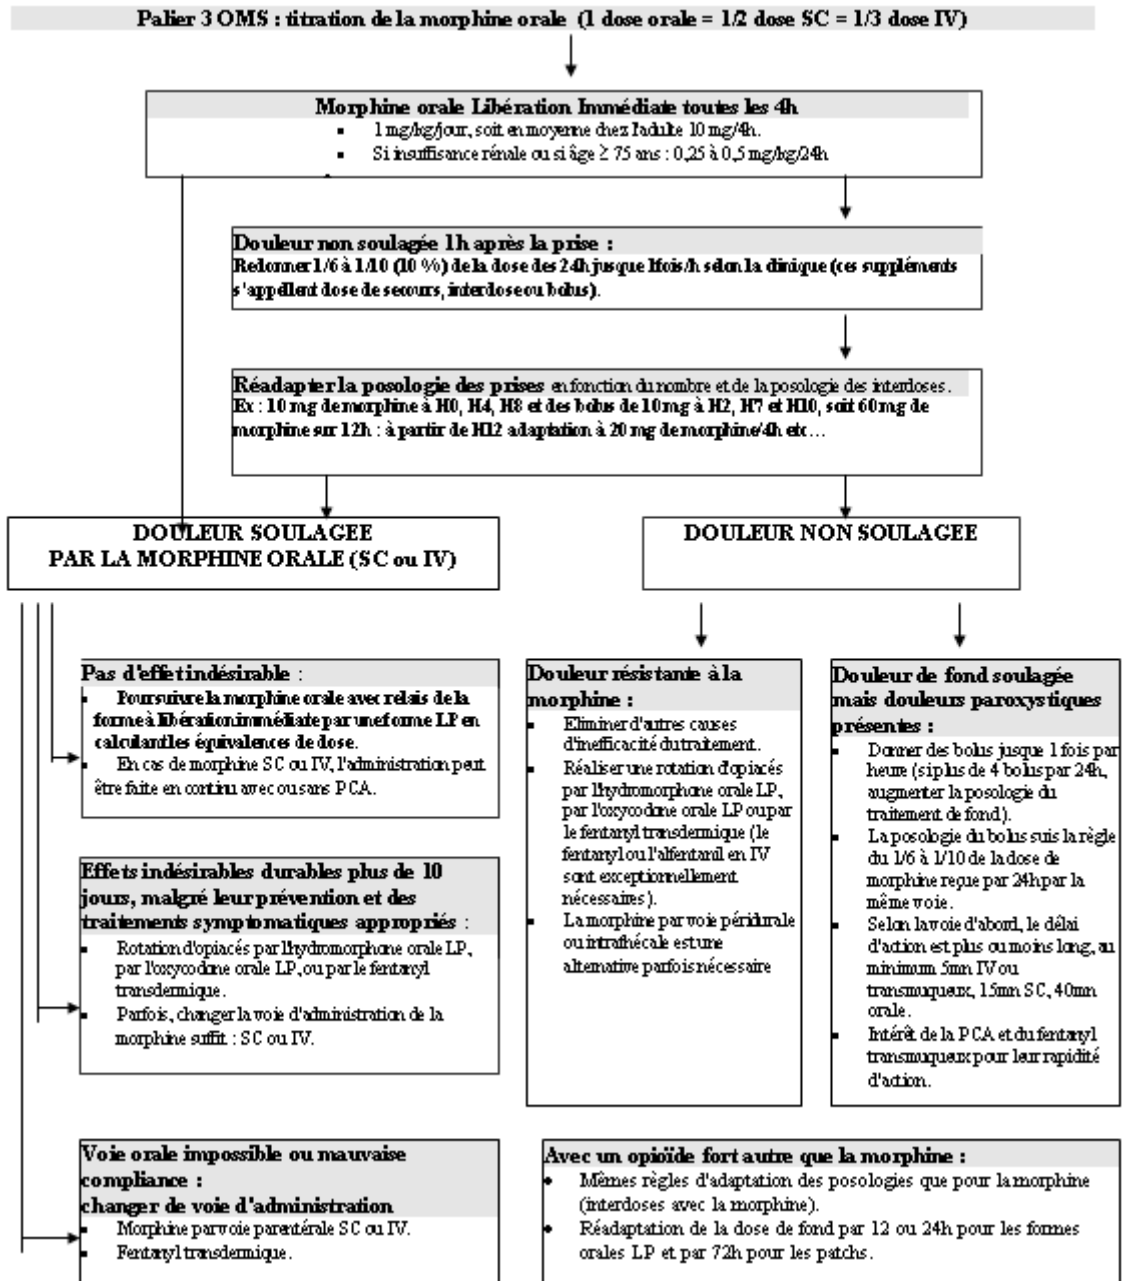 Palier 3 OMS : titration de la morphine orale (1 dose orale = 1/2 dose SC = 1/3 dose IV)
Morphine orale Libération Immédiate toutes les 4h
▪ 1 mg/kg/jour, soit en moyenne chez l'adulte 10 mg/4h.
▪ Si insuffisance rénale ou si âge ≥ 75 ans : 0,25 à 0,5 mg/kg/24h
Douleur non soulagée 1h après la prise :
Redonner 1/6 à 1/10 (10 %) de la dose des 24h jusque 1fois/h selon la clinique (ces suppléments
s'appellent dose de secours, interdose ou bolus).
Réadapter la posologie des prises en fonction du nombre et de la posologie des interdoses.
Ex : 10 mg de morphine à H0, H4, H8 et des bolus de 10 mg à H2, H7 et H10, soit 60 mg de
morphine sur 12h : à partir de H12 adaptation à 20 mg de morphine/4h etc…
DOULEUR SOULAGEE
PAR LA MORPHINE ORALE (SC ou IV)
DOULEUR NON SOULAGEE
Pas d'effet indésirable :
▪ Poursuivre la morphine orale avec relais de la
forme à libération immédiate par une forme LP en
calculant les équivalences de dose.
▪ En cas de morphine SC ou IV, l'administration peut
être faite en continu avec ou sans PCA.
Effets indésirables durables plus de 10
jours, malgré leur prévention et des
traitements symptomatiques appropriés :
▪ Rotation d'opiacés par l'hydromorphone orale LP,
par l'oxycodone orale LP, ou par le fentanyl
transdermique.
▪ Parfois, changer la voie d'administration de la
morphine suffit : SC ou IV.
Voie orale impossible ou mauvaise
compliance :
changer de voie d'administration
▪ Morphine par voie parentérale SC ou IV.
▪ Fentanyl transdermique.
Douleur résistante à la
morphine :
▪ Eliminer d'autres causes
d'inefficacité du traitement.
▪ Réaliser une rotation d'opiacés
par l'hydromorphone orale LP,
par l'oxycodone orale LP ou par
le fentanyl transdermique (le
fentanyl ou l'alfentanil en IV
sont exceptionnellement
nécessaires).
▪ La morphine par voie péridurale
ou intrathécale est une
alternative parfois nécessaire
Douleur de fond soulagée
mais douleurs paroxystiques
présentes :
▪ Donner des bolus jusque 1 fois par
heure (si plus de 4 bolus par 24h,
augmenter la posologie du
traitement de fond).
▪ La posologie du bolus suis la règle
du 1/6 à 1/10 de la dose de
morphine reçue par 24h par la
même voie.
▪ Selon la voie d'abord, le délai
d'action est plus ou moins long, au
minimum 5mn IV ou
transmuqueux, 15mn SC, 40mn
orale.
▪ Intérêt de la PCA et du fentanyl
transmuqueux pour leur rapidité
d'action.
Avec un opioïde fort autre que la morphine :
• Mêmes règles d'adaptation des posologies que pour la morphine
(interdoses avec la morphine).
• Réadaptation de la dose de fond par 12 ou 24h pour les formes
orales LP et par 72h pour les patchs.